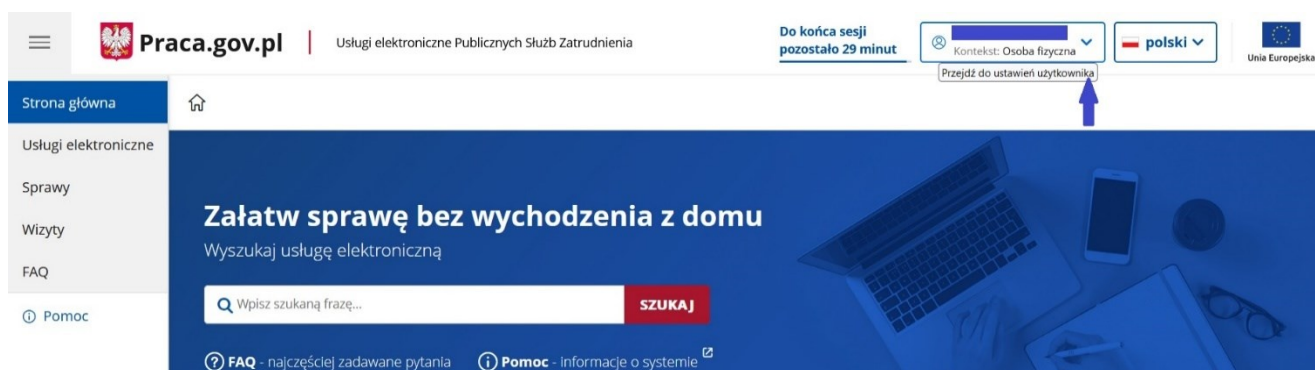 Praca.gov.pl
Usługi elektroniczne Publicznych Służb Zatrudnienia
Do końca sesji
pozostało 29 minut
Kontekst: Osoba fizyczna
polski
Unia Europejska
Przejdź do ustawień użytkownika
Strona główna
Usługi elektroniczne
Sprawy
Wizyty
FAQ
Pomoc
Załatw sprawę bez wychodzenia z domu
Wyszukaj usługę elektroniczną
Wpisz szukaną frazę...
SZUKAJ
FAQ - najczęściej zadawane pytania
Pomoc - informacje o systemie